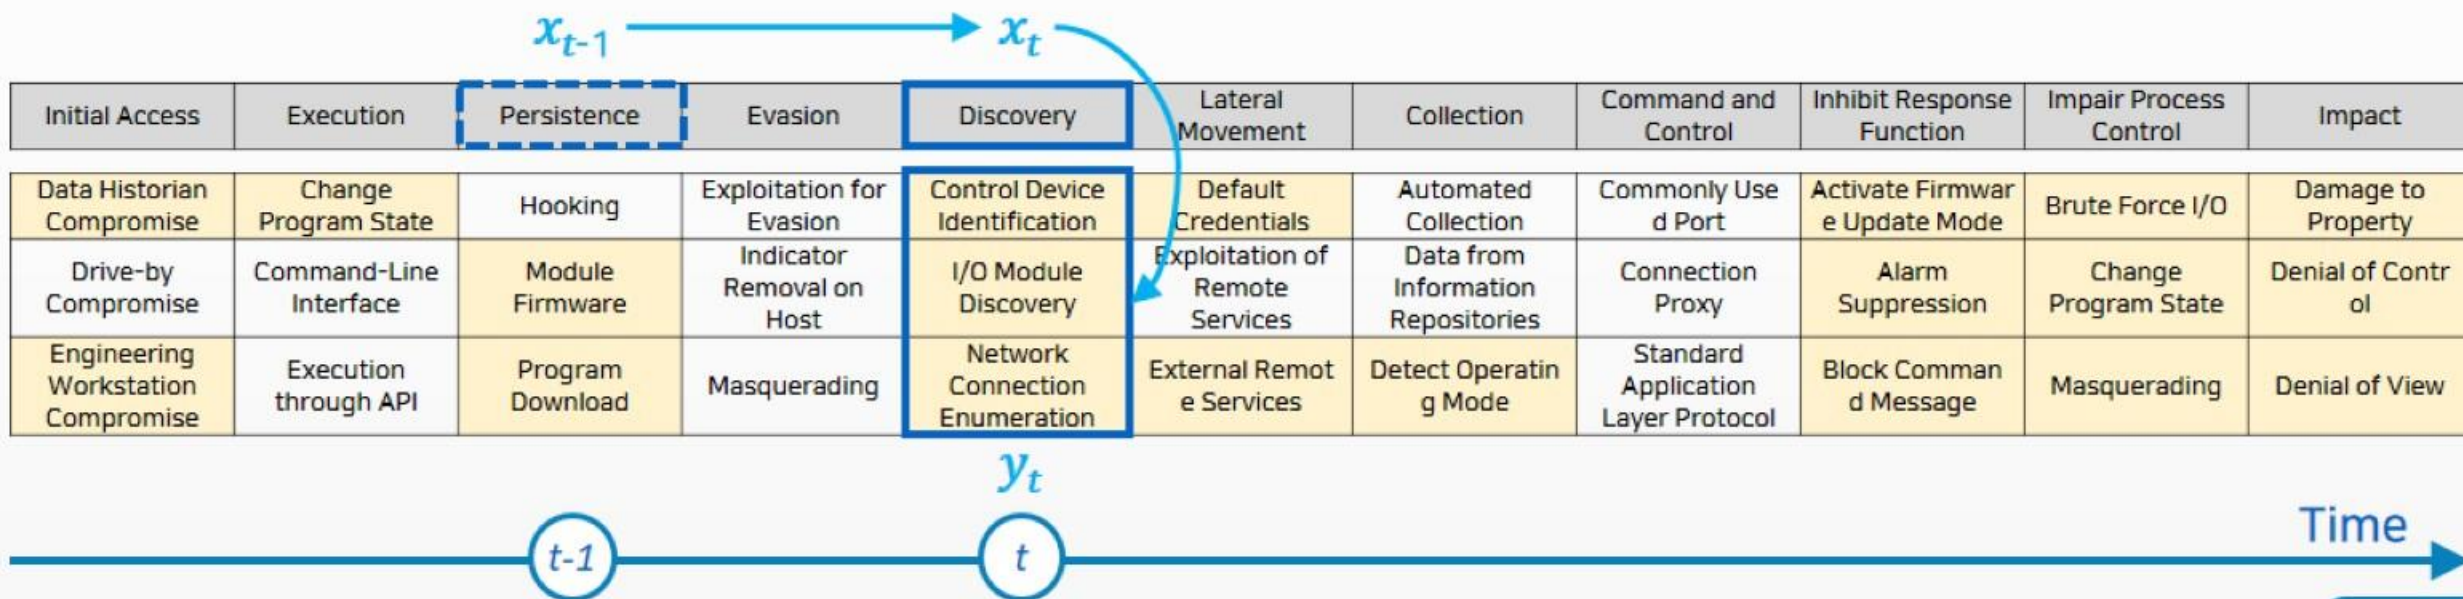 x_{t-1} x_t
Initial Access
Execution
Persistence
Evasion
Discovery
Lateral
Movement
Collection
Command and
Control
Inhibit Response
Function
Impair Process
Control
Impact
Data Historian
Compromise
Change
Program State
Hooking
Exploitation for
Evasion
Control Device
Identification
Default
Credentials
Automated
Collection
Commonly Use
d Port
Activate Firmwar
e Update Mode
Brute Force I/O
Damage to
Property
Drive-by
Compromise
Command-Line
Interface
Module
Firmware
Indicator
Removal on
Host
I/O Module
Discovery
Exploitation of
Remote
Services
Data from
Information
Repositories
Connection
Proxy
Alarm
Suppression
Change
Program State
Denial of Contr
ol
Engineering
Workstation
Compromise
Execution
through API
Program
Download
Masquerading
Network
Connection
Enumeration
External Remot
e Services
Detect Operatin
g Mode
Standard
Application
Layer Protocol
Block Comman
d Message
Masquerading
Denial of View
y_t
Time
t-1
t